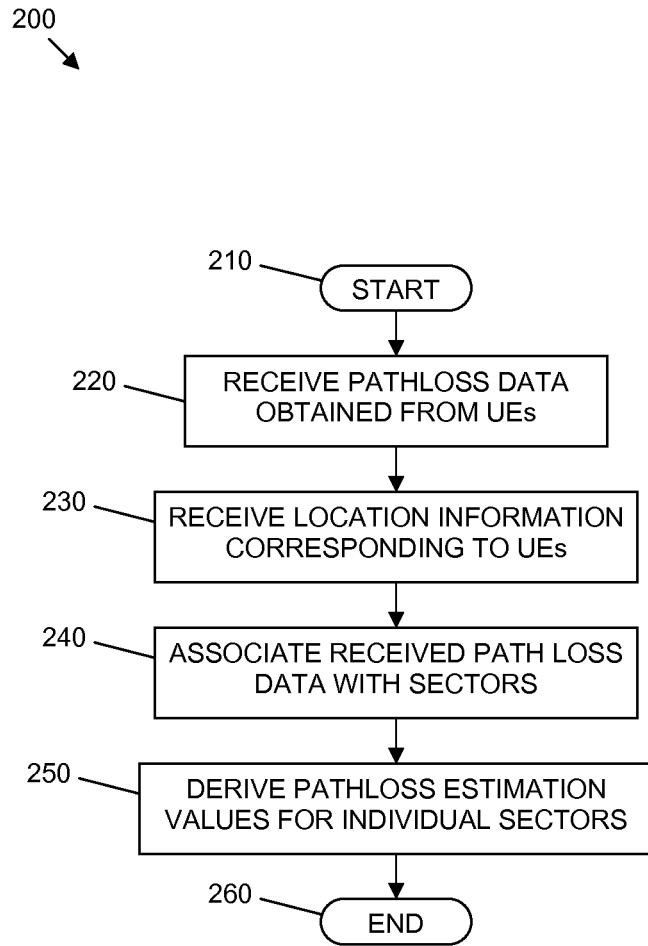 200
210
START
220
RECEIVE PATHLOSS DATA
OBTAINED FROM UEs
230
RECEIVE LOCATION INFORMATION
CORRESPONDING TO UEs
240
ASSOCIATE RECEIVED PATH LOSS
DATA WITH SECTORS
250
DERIVE PATHLOSS ESTIMATION
VALUES FOR INDIVIDUAL SECTORS
260
END